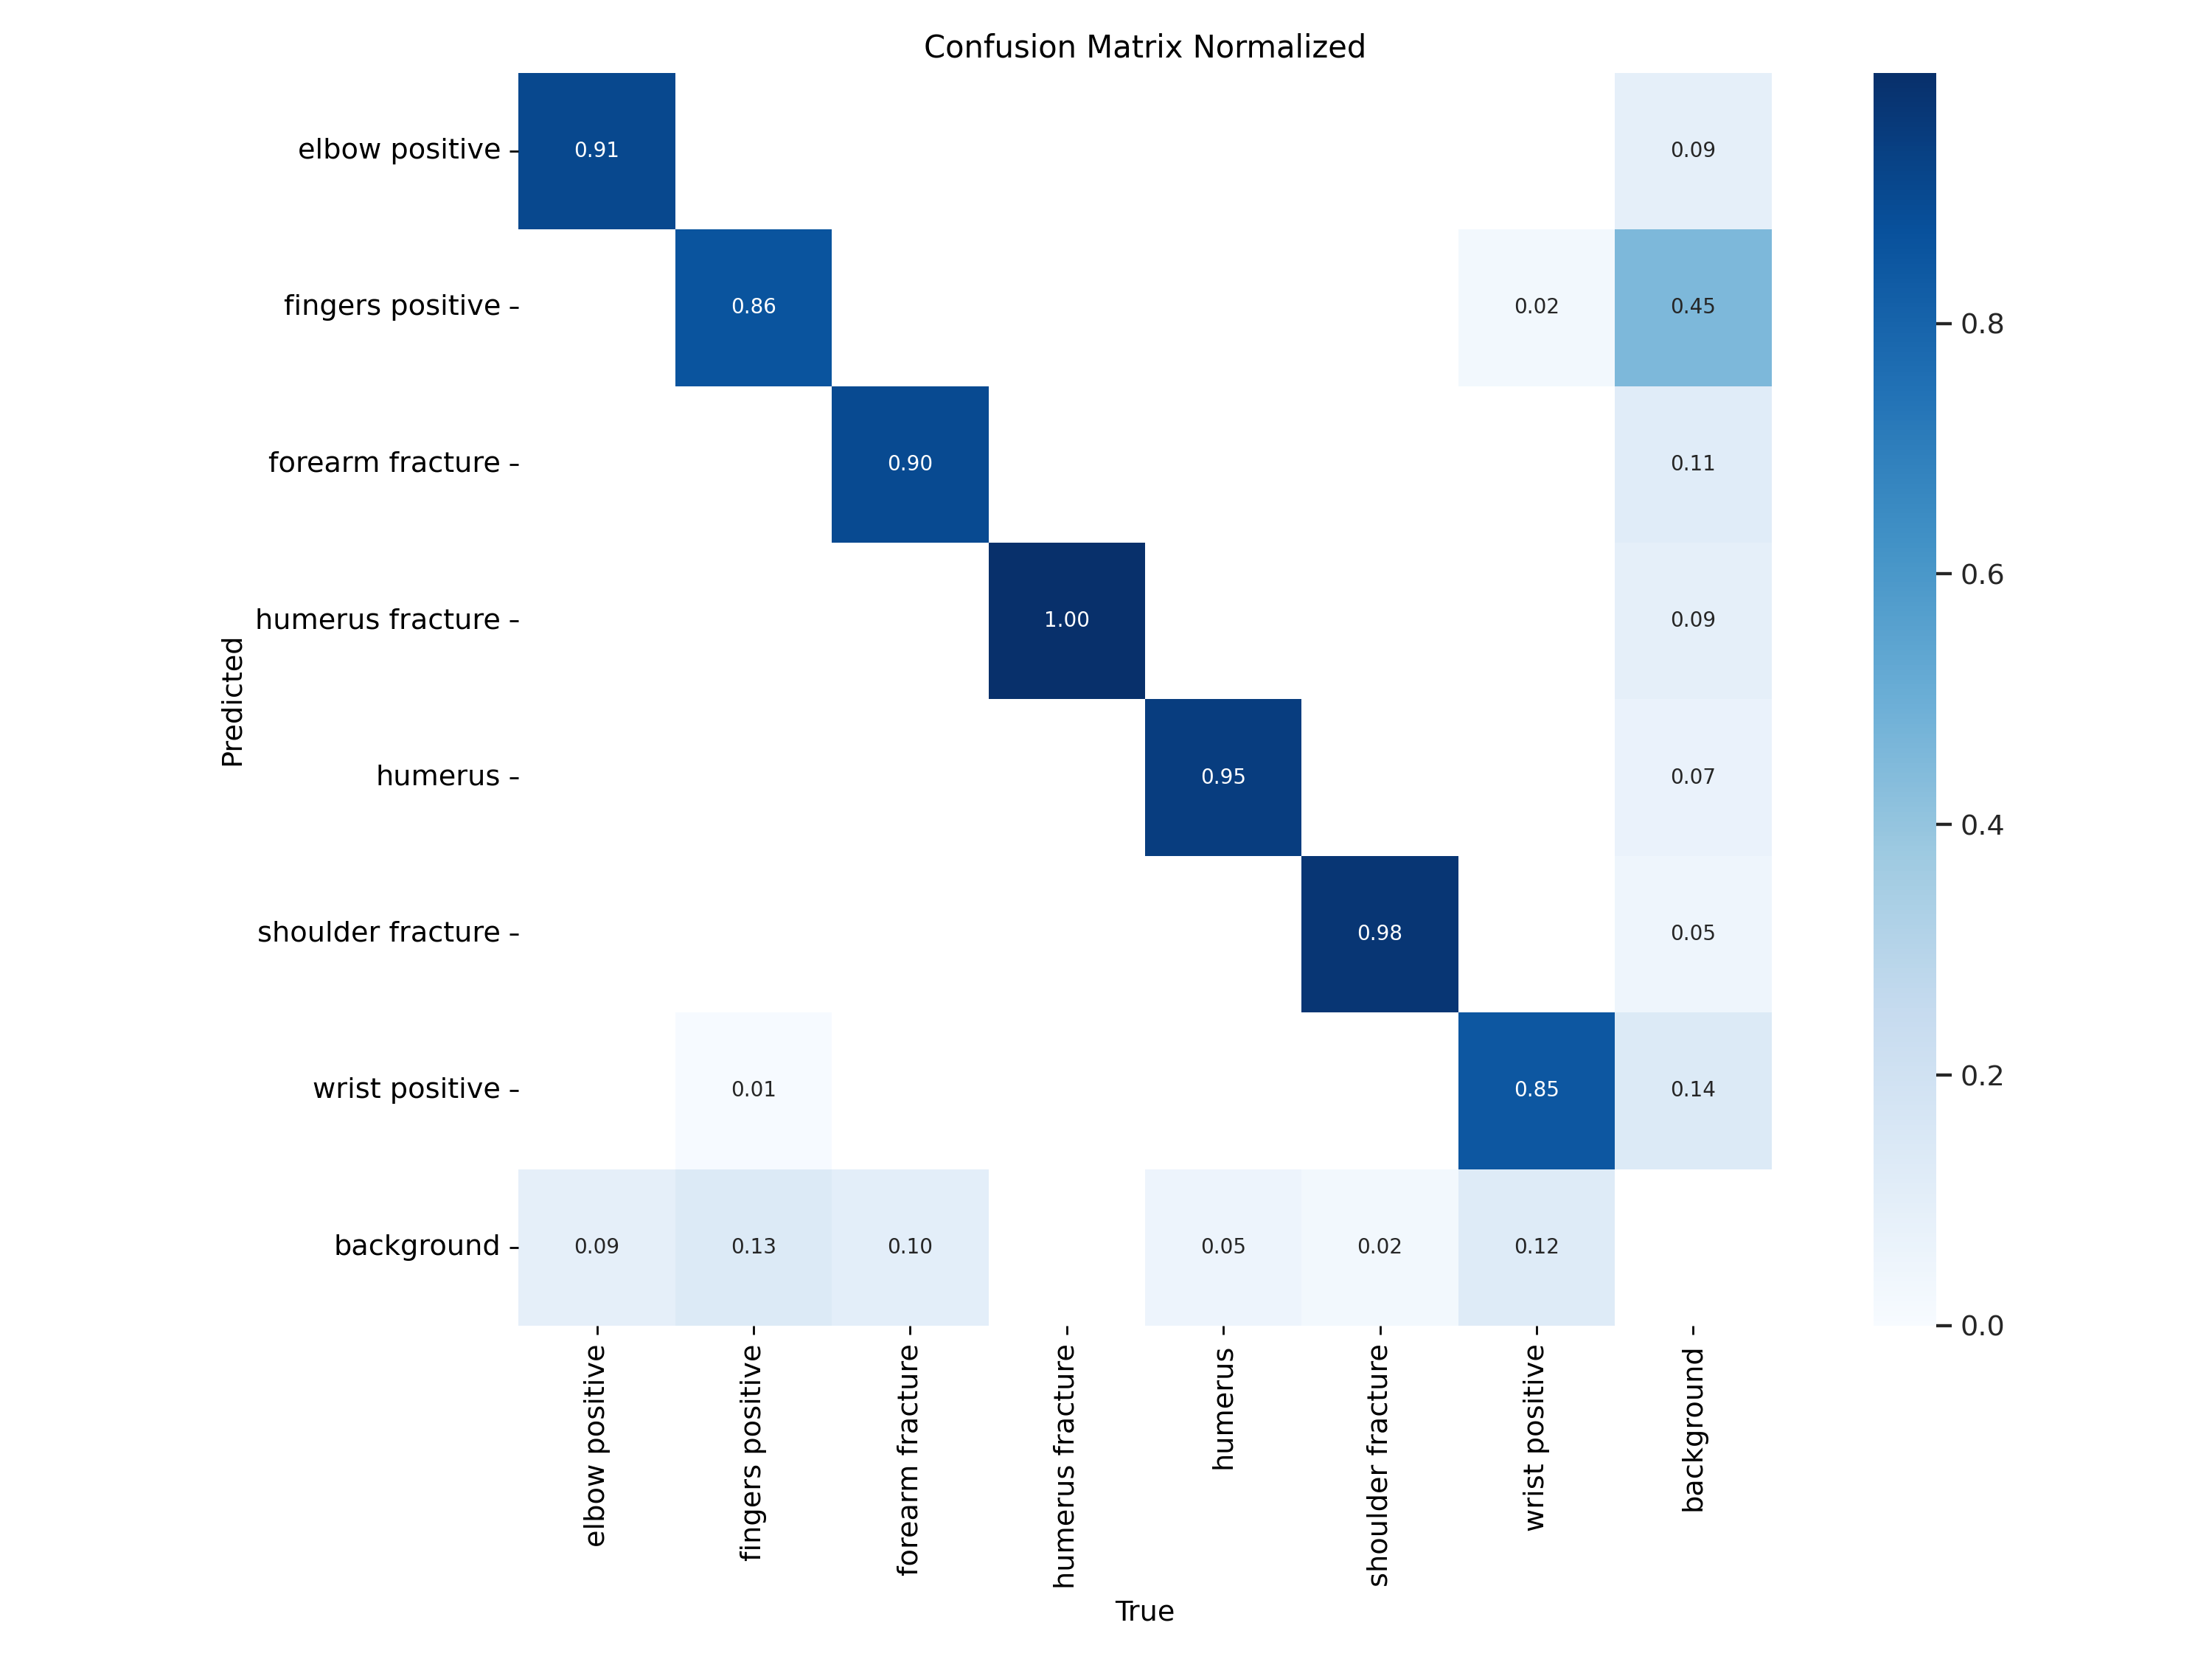 Confusion Matrix Normalized
elbow positive
0.91
0.09
fingers positive
0.86
0.02
0.45
forearm fracture
0.90
0.11
humerus fracture
1.00
0.09
humerus
0.95
0.07
shoulder fracture
0.98
0.05
wrist positive
0.01
0.85
0.14
background
0.09
0.13
0.10
0.05
0.02
0.12
Predicted
elbow positive
fingers positive
forearm fracture
humerus fracture
humerus
shoulder fracture
wrist positive
background
True
0.8
0.6
0.4
0.2
0.0